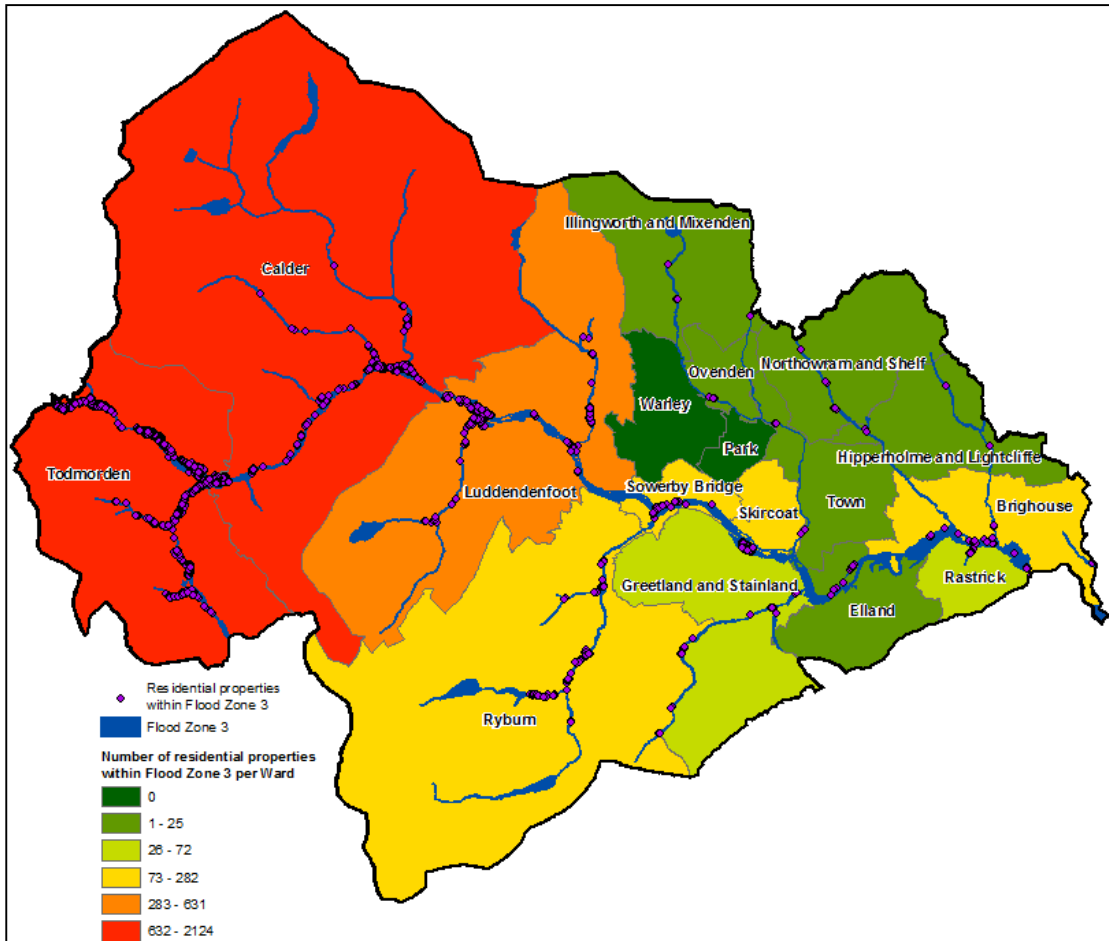 Illingworth and Mixenden
Calder
Northowram and Shelf
Ovenden
Warley
Park
Hipperholme and Lightcliffe
Todmorden
Luddendenfoot
Sowerby Bridge
Skircoat
Town
Brighouse
Greetland and Stainland
Rastrick
Elland
Ryburn
Residential properties
within Flood Zone 3
Flood Zone 3
Number of residential properties
within Flood Zone 3 per Ward
0
1 - 25
26 - 72
73 - 282
283 - 631
632 - 2124